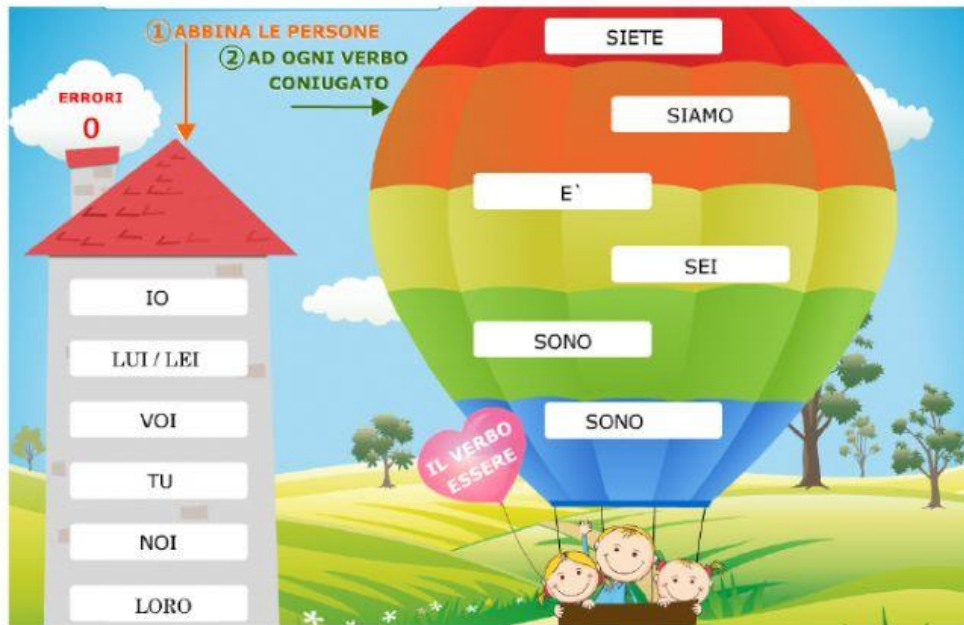 ① ABBINA LE PERSONE
② AD OGNI VERBO
CONIUGATO
ERRORI
0
IO
LUI / LEI
VOI
TU
NOI
LORO
SIETE
SIAMO
E`
SEI
SONO
SONO
IL VERBO
ESSERE